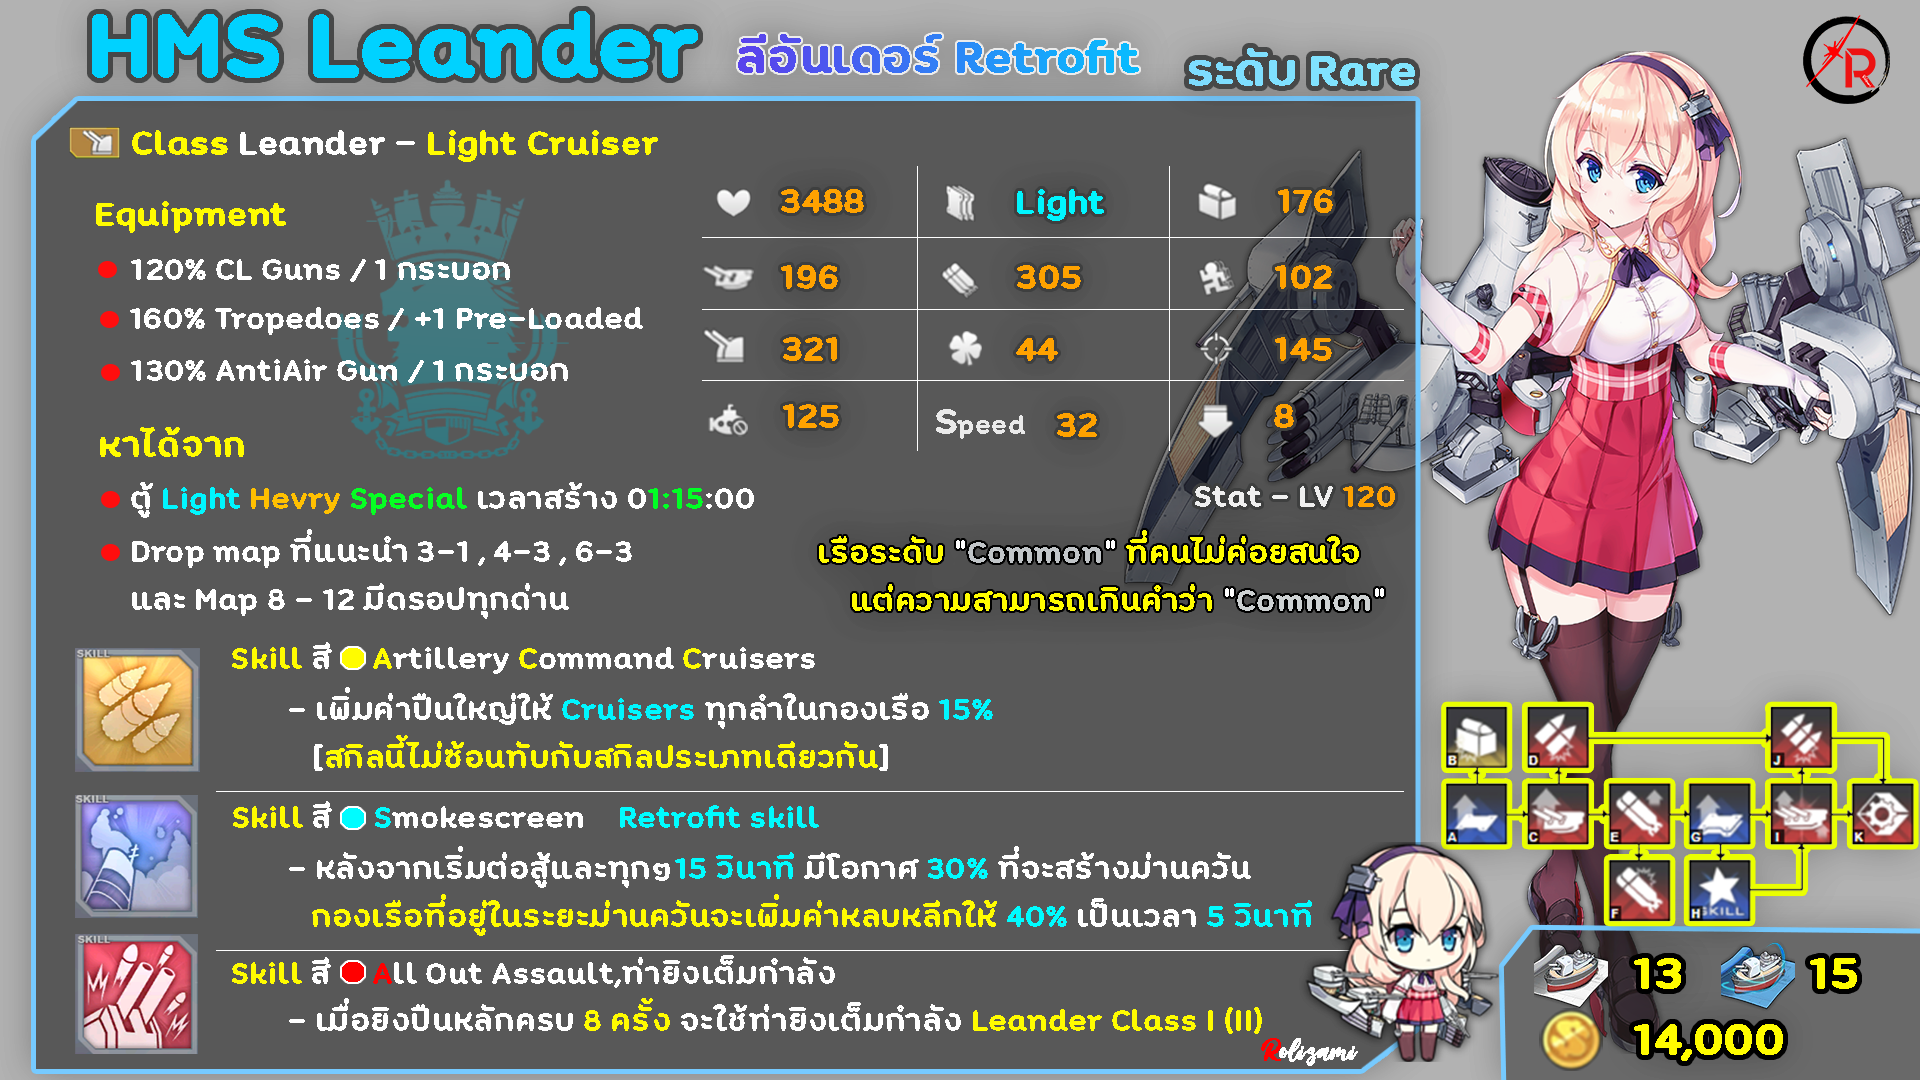 HMS Leander ลีอันเดอร์ Retrofit ระดับ Rare
R
Class Leander - Light Cruiser
Equipment
120% CL Guns / 1 กระบอก
160% Tropedoes / +1 Pre-Loaded
130% AntiAir Gun / 1 กระบอก
3488 Light 176
196 305 102
321 44 145
125 Speed 32 8
Stat - LV 120
หาได้จาก
ตู้ Light Hevry Special เวลาสร้าง 01:15:00
Drop map ที่แนะนำ 3-1 , 4-3 , 6-3
และ Map 8 - 12 มีดรอปทุกด่าน
เรือระดับ "Common" ที่คนไม่ค่อยสนใจ
แต่ความสามารถเกินคำว่า "Common"
SKILL
Skill สี Artillery Command Cruisers
- เพิ่มค่าปืนใหญ่ให้ Cruisers ทุกลำในกองเรือ 15%
[สกิลนี้ไม่ซ้อนทับกับสกิลประเภทเดียวกัน]
SKILL
Skill สี Smokescreen Retrofit skill
- หลังจากเริ่มต่อสู้และทุกๆ15 วินาที มีโอกาศ 30% ที่จะสร้างม่านควัน
กองเรือที่อยู่ในระยะม่านควันจะเพิ่มค่าหลบหลีกให้ 40% เป็นเวลา 5 วินาที
SKILL
Skill สี All Out Assault,ท่ายิงเต็มกำลัง
- เมื่อยิงปืนหลักครบ 8 ครั้ง จะใช้ท่ายิงเต็มกำลัง Leander Class I (II)
Rolizami
B D J
A C E G I K
F H SKILL
13 15
14,000